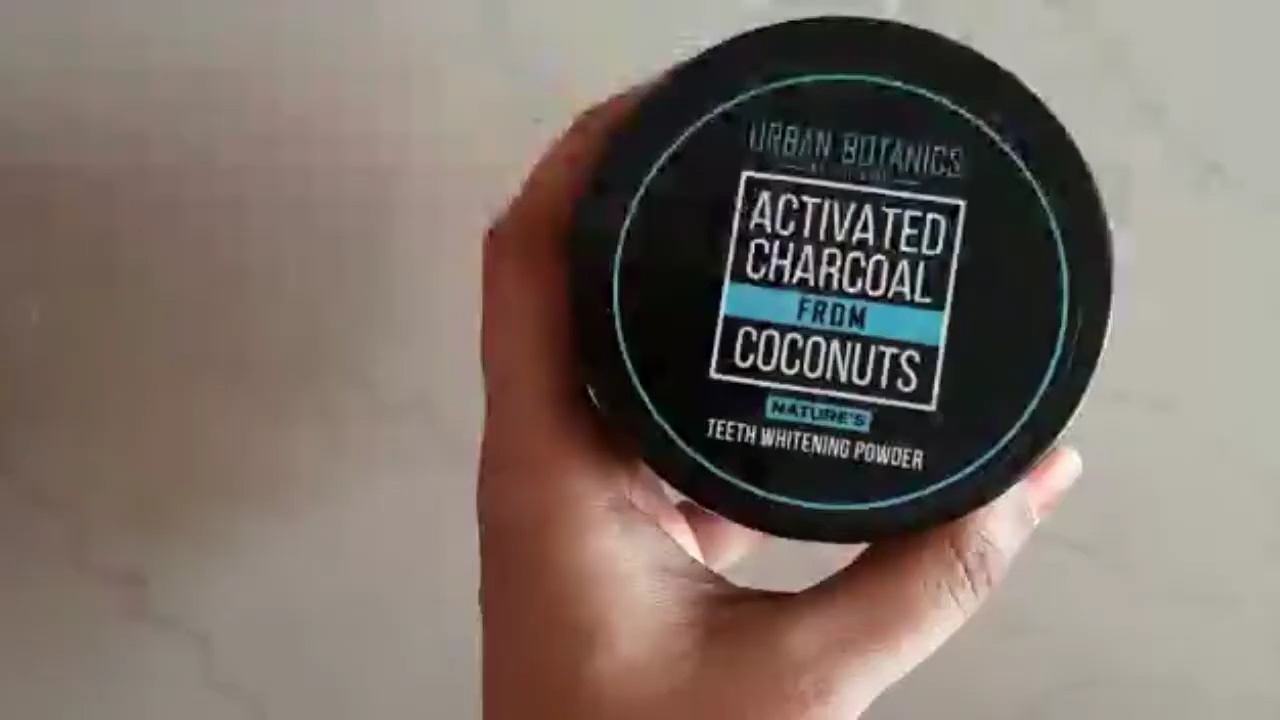 URBAN BOTANICS
ACTIVATED
CHARCOAL
FROM
COCONUTS
NATURE'S
TEETH WHITENING POWDER